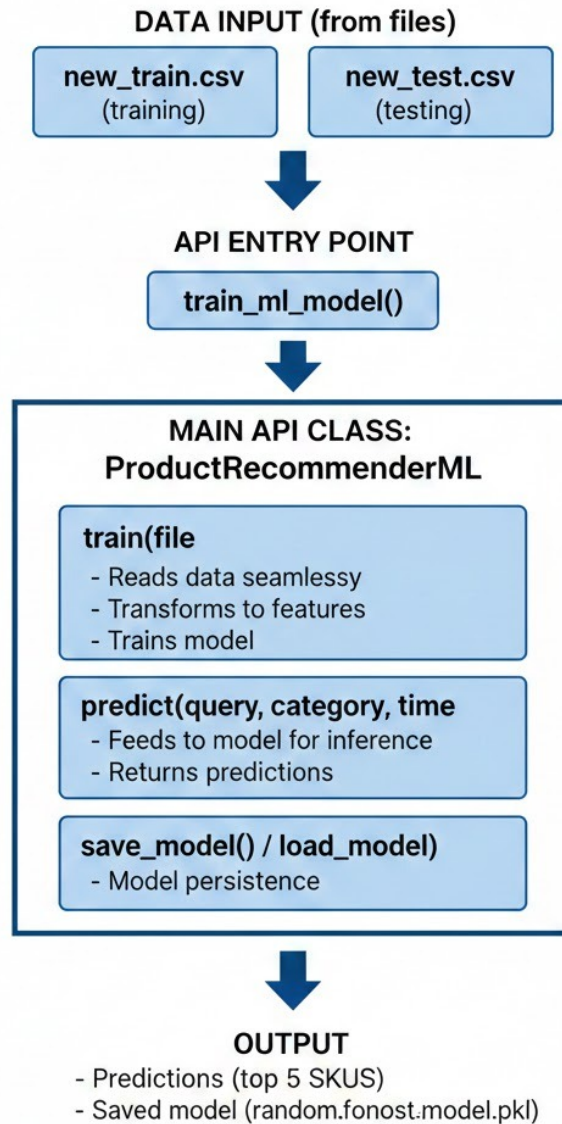 DATA INPUT (from files)
new_train.csv
(training)
new_test.csv
(testing)
API ENTRY POINT
train_ml_model()
MAIN API CLASS:
ProductRecommenderML
train(file
- Reads data seamlessy
- Transforms to features
- Trains model
predict(query, category, time
- Feeds to model for inference
- Returns predictions
save_model() / load_model)
- Model persistence
OUTPUT
- Predictions (top 5 SKUS)
- Saved model (random.fonost.model.pkl)